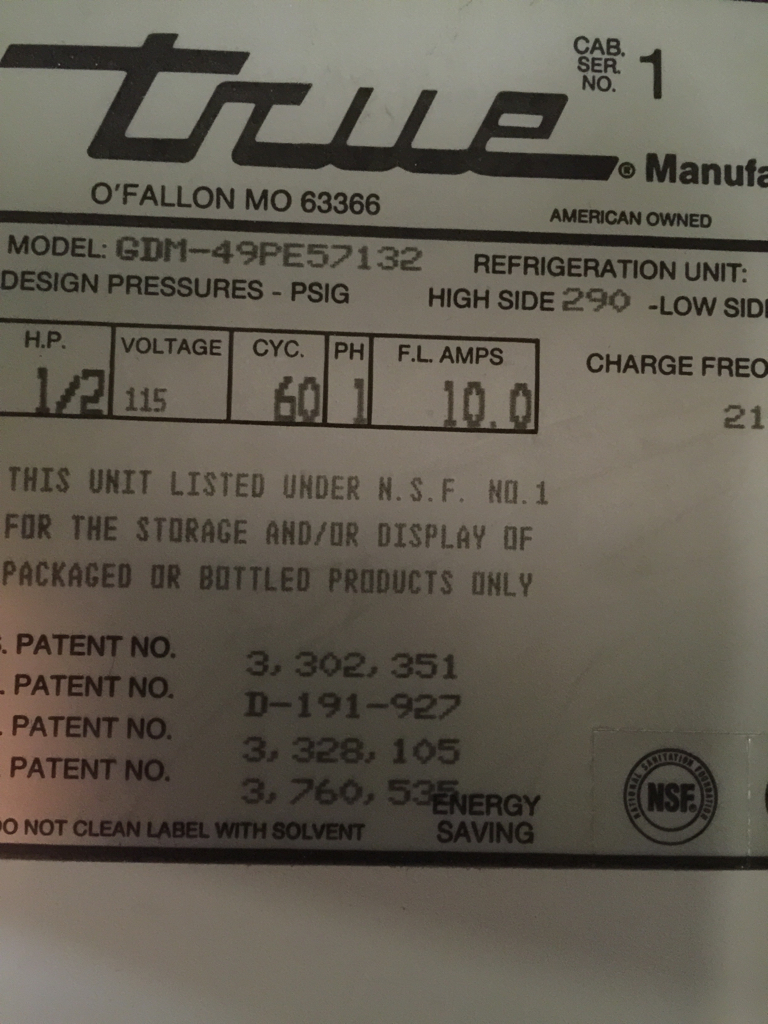 true® Manufa
CAB. SER. NO. 1
O'FALLON MO 63366
AMERICAN OWNED
MODEL: GDM-49PE57132
REFRIGERATION UNIT:
DESIGN PRESSURES - PSIG
HIGH SIDE 290 -LOW SID
H.P. VOLTAGE CYC. PH F.L. AMPS
1/2 115 60 1 10.0
CHARGE FREO
21
THIS UNIT LISTED UNDER N.S.F. NO.1
FOR THE STORAGE AND/OR DISPLAY OF
PACKAGED OR BOTTLED PRODUCTS ONLY
. PATENT NO. 3,302,351
. PATENT NO. D-191-927
. PATENT NO. 3,328,105
PATENT NO. 3,760,535
ENERGY
SAVING
O NOT CLEAN LABEL WITH SOLVENT
NATIONAL SANITATION FOUNDATION
NSF®